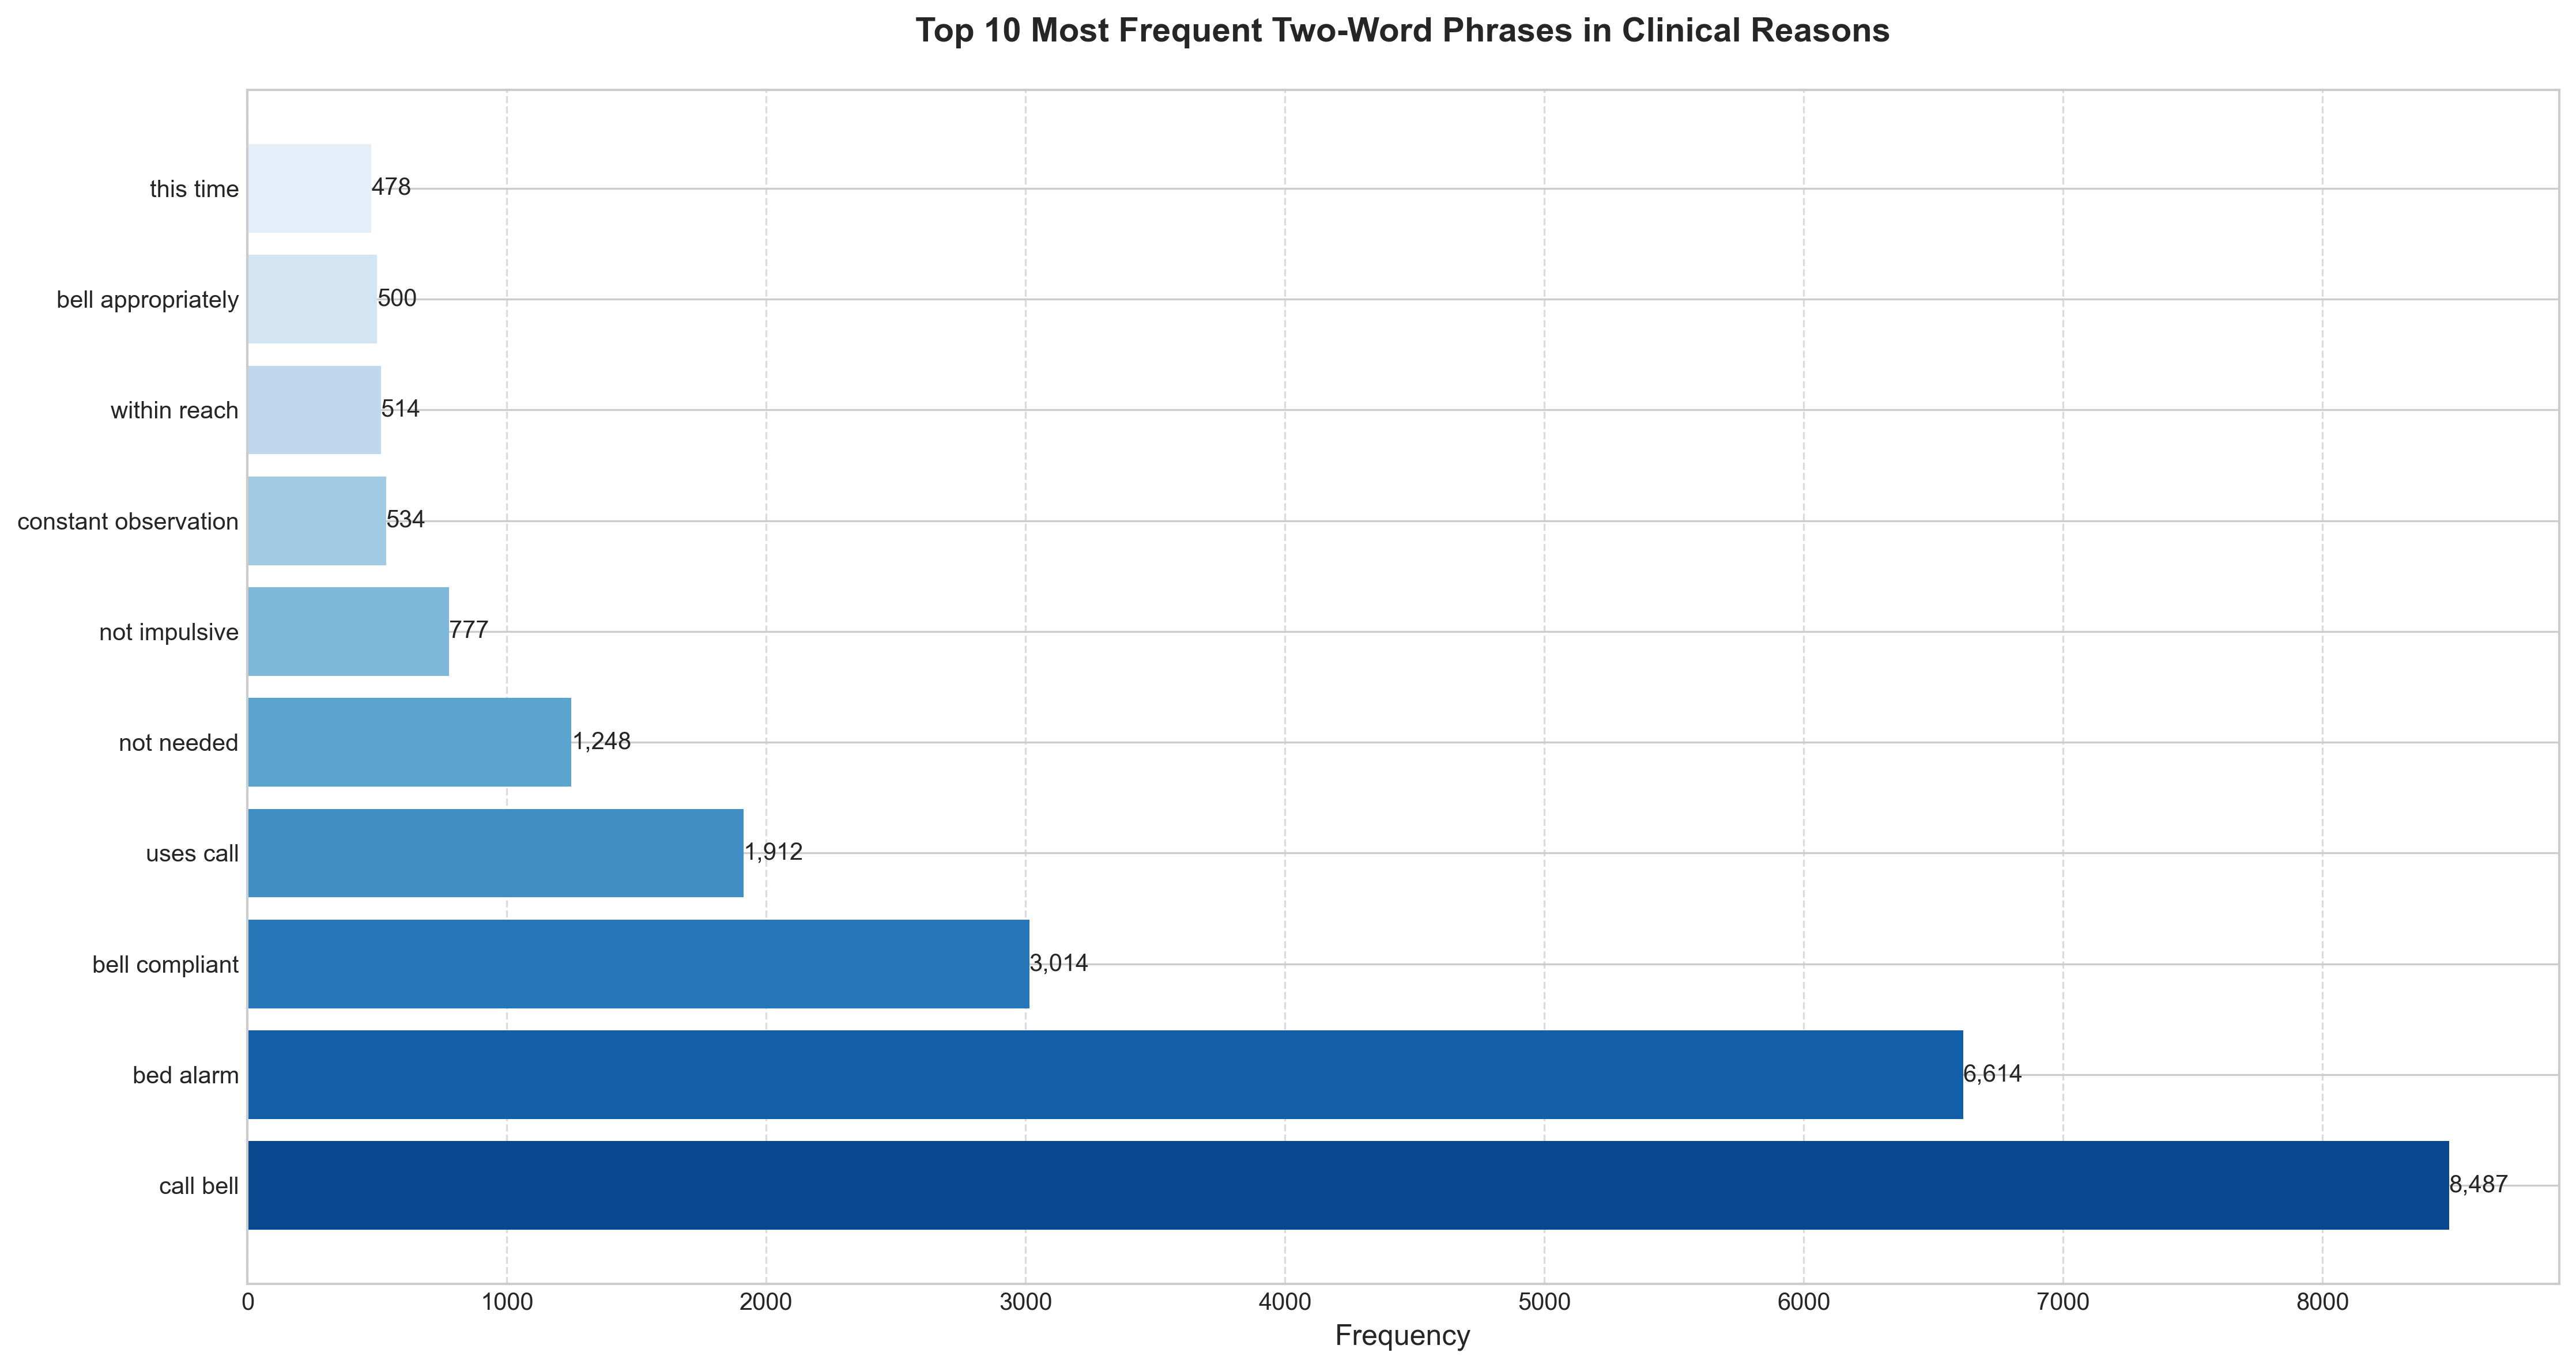 Top 10 Most Frequent Two-Word Phrases in Clinical Reasons
this time 478
bell appropriately 500
within reach 514
constant observation 534
not impulsive 777
not needed 1,248
uses call 1,912
bell compliant 3,014
bed alarm 6,614
call bell 8,487
0 1000 2000 3000 4000 5000 6000 7000 8000
Frequency